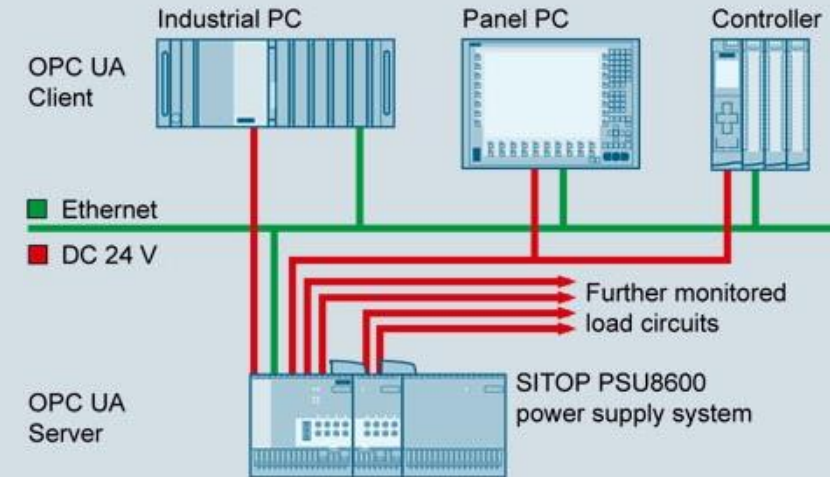 Industrial PC
Panel PC
Controller
OPC UA
Client
Ethernet
DC 24 V
Further monitored
load circuits
OPC UA
Server
SITOP PSU8600
power supply system